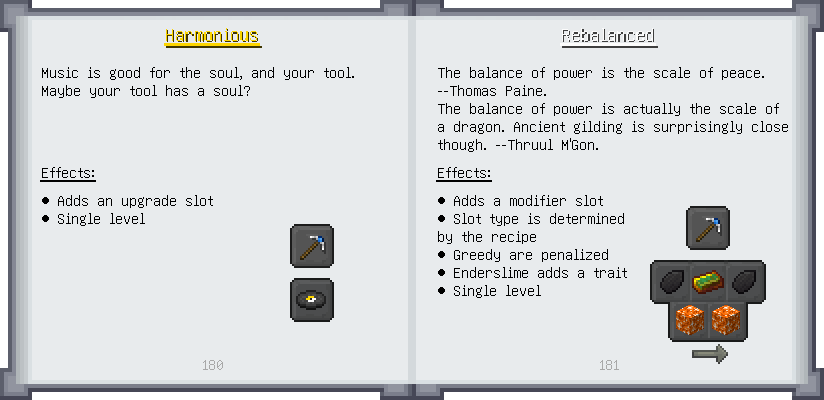 Harmonious
Music is good for the soul, and your tool.
Maybe your tool has a soul?
Effects:
● Adds an upgrade slot
● Single level
180
Rebalanced
The balance of power is the scale of peace.
--Thomas Paine.
The balance of power is actually the scale of
a dragon. Ancient gilding is surprisingly close
though. --Thruul M'Gon.
Effects:
● Adds a modifier slot
● Slot type is determined
by the recipe
● Greedy are penalized
● Enderslime adds a trait
● Single level
181